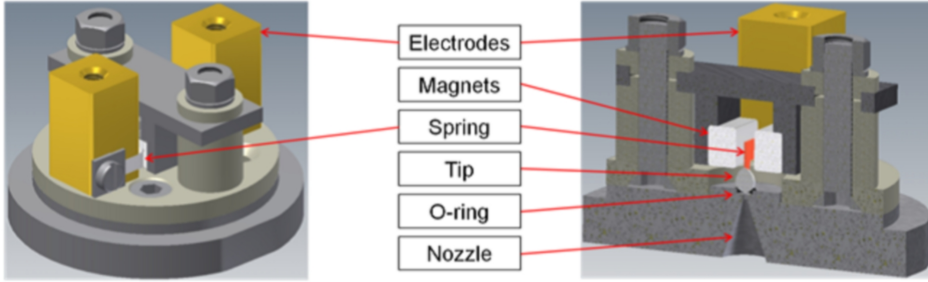 Electrodes
Magnets
Spring
Tip
O-ring
Nozzle